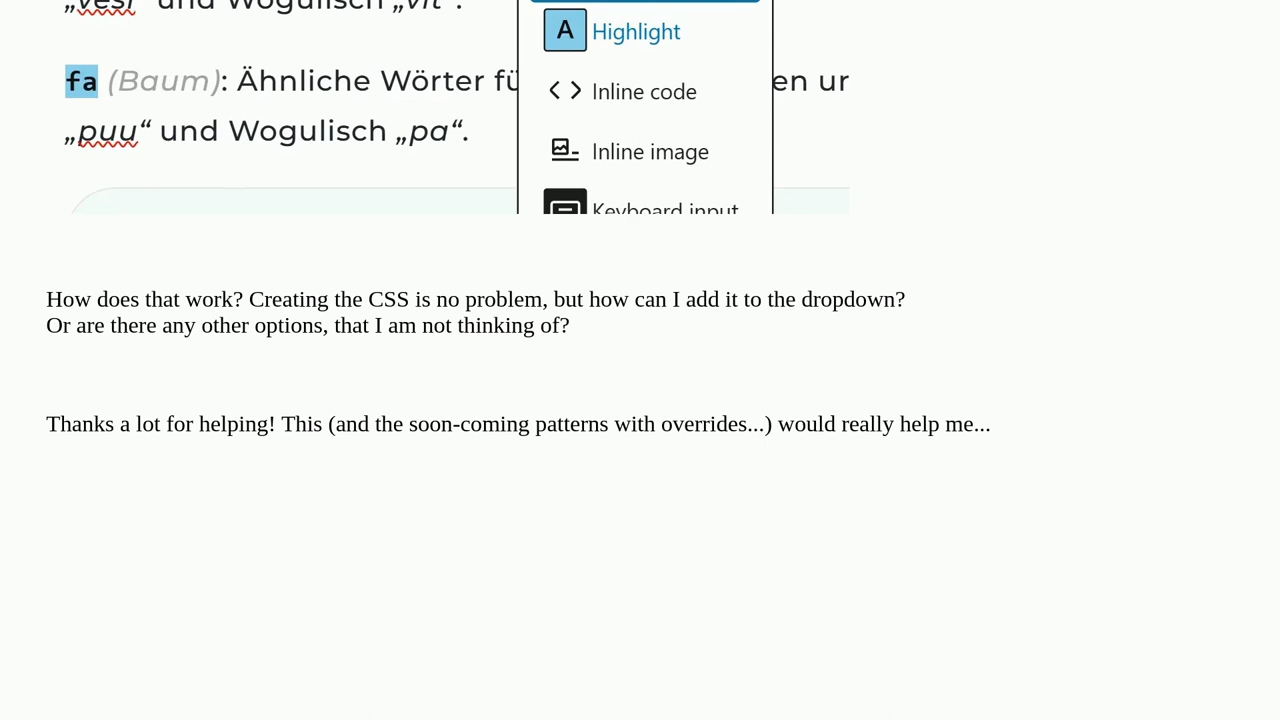 „vesi“ und Wogulisch „vit“.
Highlight
fa (Baum): Ähnliche Wörter fü
en ur
Inline code
„puu“ und Wogulisch „pa“.
Inline image
Keyboard input
How does that work? Creating the CSS is no problem, but how can I add it to the dropdown?
Or are there any other options, that I am not thinking of?
Thanks a lot for helping! This (and the soon-coming patterns with overrides...) would really help me...